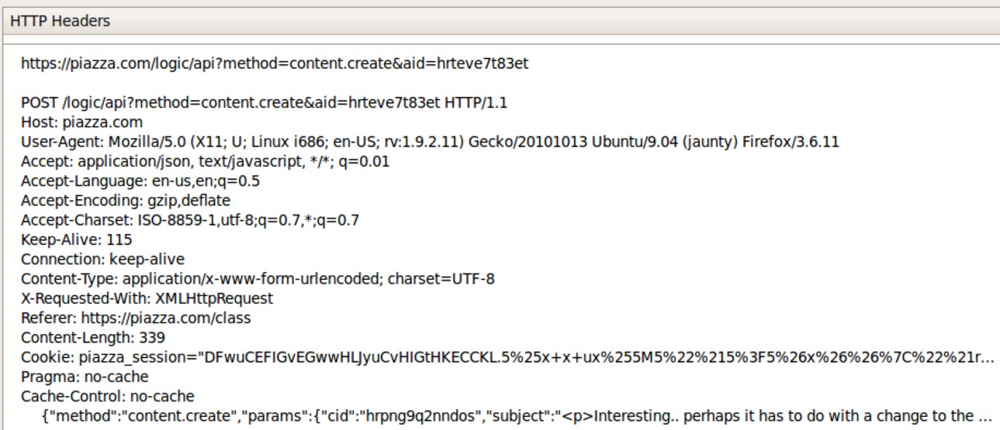 HTTP Headers
https://piazza.com/logic/api?method=content.create&aid=hrteve7t83et
POST /logic/api?method=content.create&aid=hrteve7t83et HTTP/1.1
Host: piazza.com
User-Agent: Mozilla/5.0 (X11; U; Linux i686; en-US; rv:1.9.2.11) Gecko/20101013 Ubuntu/9.04 (jaunty) Firefox/3.6.11
Accept: application/json, text/javascript, */*; q=0.01
Accept-Language: en-us,en;q=0.5
Accept-Encoding: gzip,deflate
Accept-Charset: ISO-8859-1,utf-8;q=0.7,*;q=0.7
Keep-Alive: 115
Connection: keep-alive
Content-Type: application/x-www-form-urlencoded; charset=UTF-8
X-Requested-With: XMLHttpRequest
Referer: https://piazza.com/class
Content-Length: 339
Cookie: piazza_session="DFwuCEFIGvEGwwHLJyuCvHIGtHKECCKL.5%25x+x+ux%255M5%22%215%3F5%26x%26%26%7C%22%21r...
Pragma: no-cache
Cache-Control: no-cache
{"method":"content.create","params":{"cid":"hrpng9q2nndos","subject":"<p>Interesting.. perhaps it has to do with a change to the ...